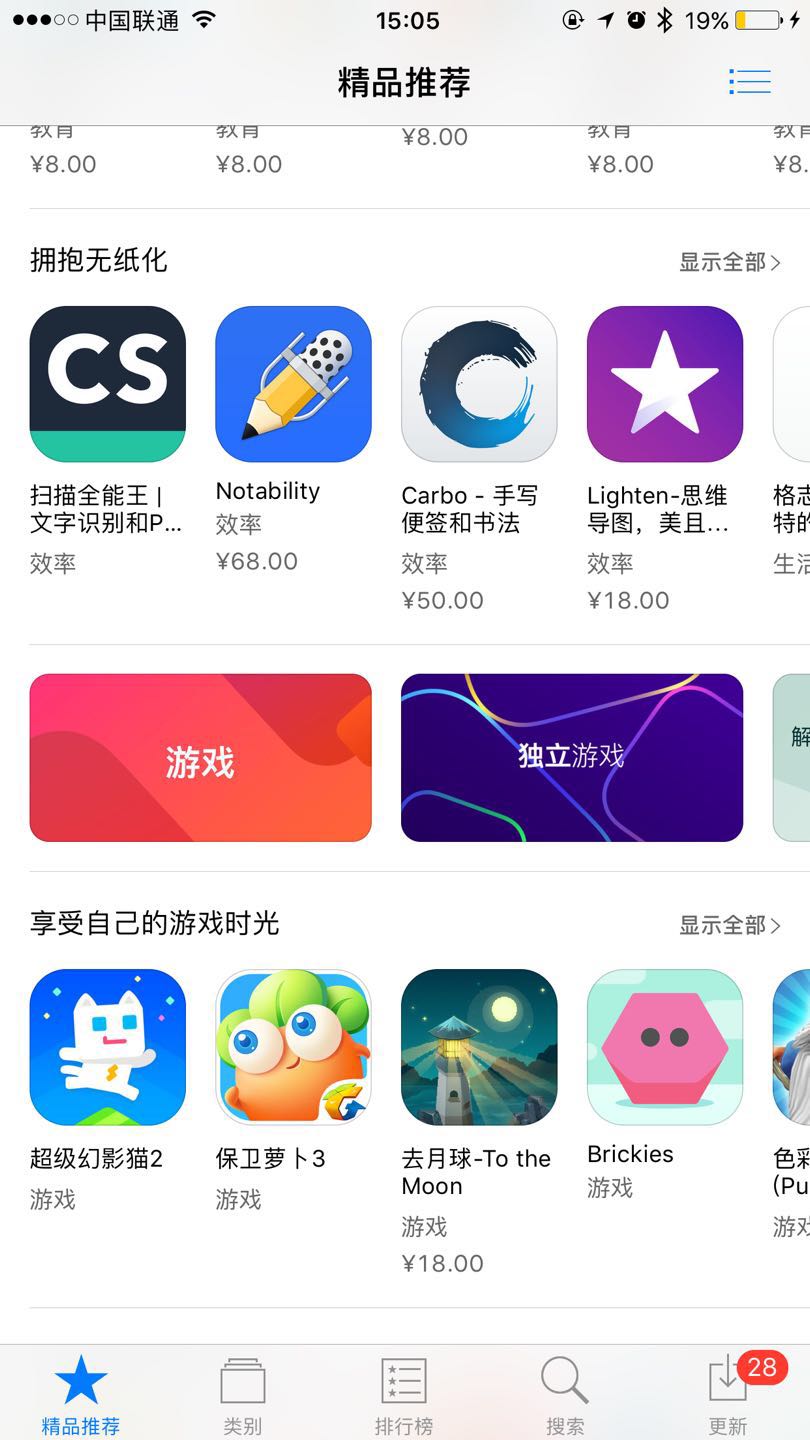 中国联通
15:05
19%
精品推荐
教育
教育
教育
¥8.00
¥8.00
¥8.00
¥8.00
¥8.
拥抱无纸化
显示全部
CS
扫描全能王 |
文字识别和P...
效率
Notability
效率
¥68.00
Carbo - 手写
便签和书法
效率
¥50.00
Lighten-思维
导图，美且...
效率
¥18.00
格志
特的
生活
游戏
独立游戏
解
享受自己的游戏时光
显示全部
超级幻影猫2
游戏
保卫萝卜3
游戏
去月球-To the
Moon
游戏
¥18.00
Brickies
游戏
色彩
(Pu
游戏
精品推荐
类别
排行榜
搜索
更新
28